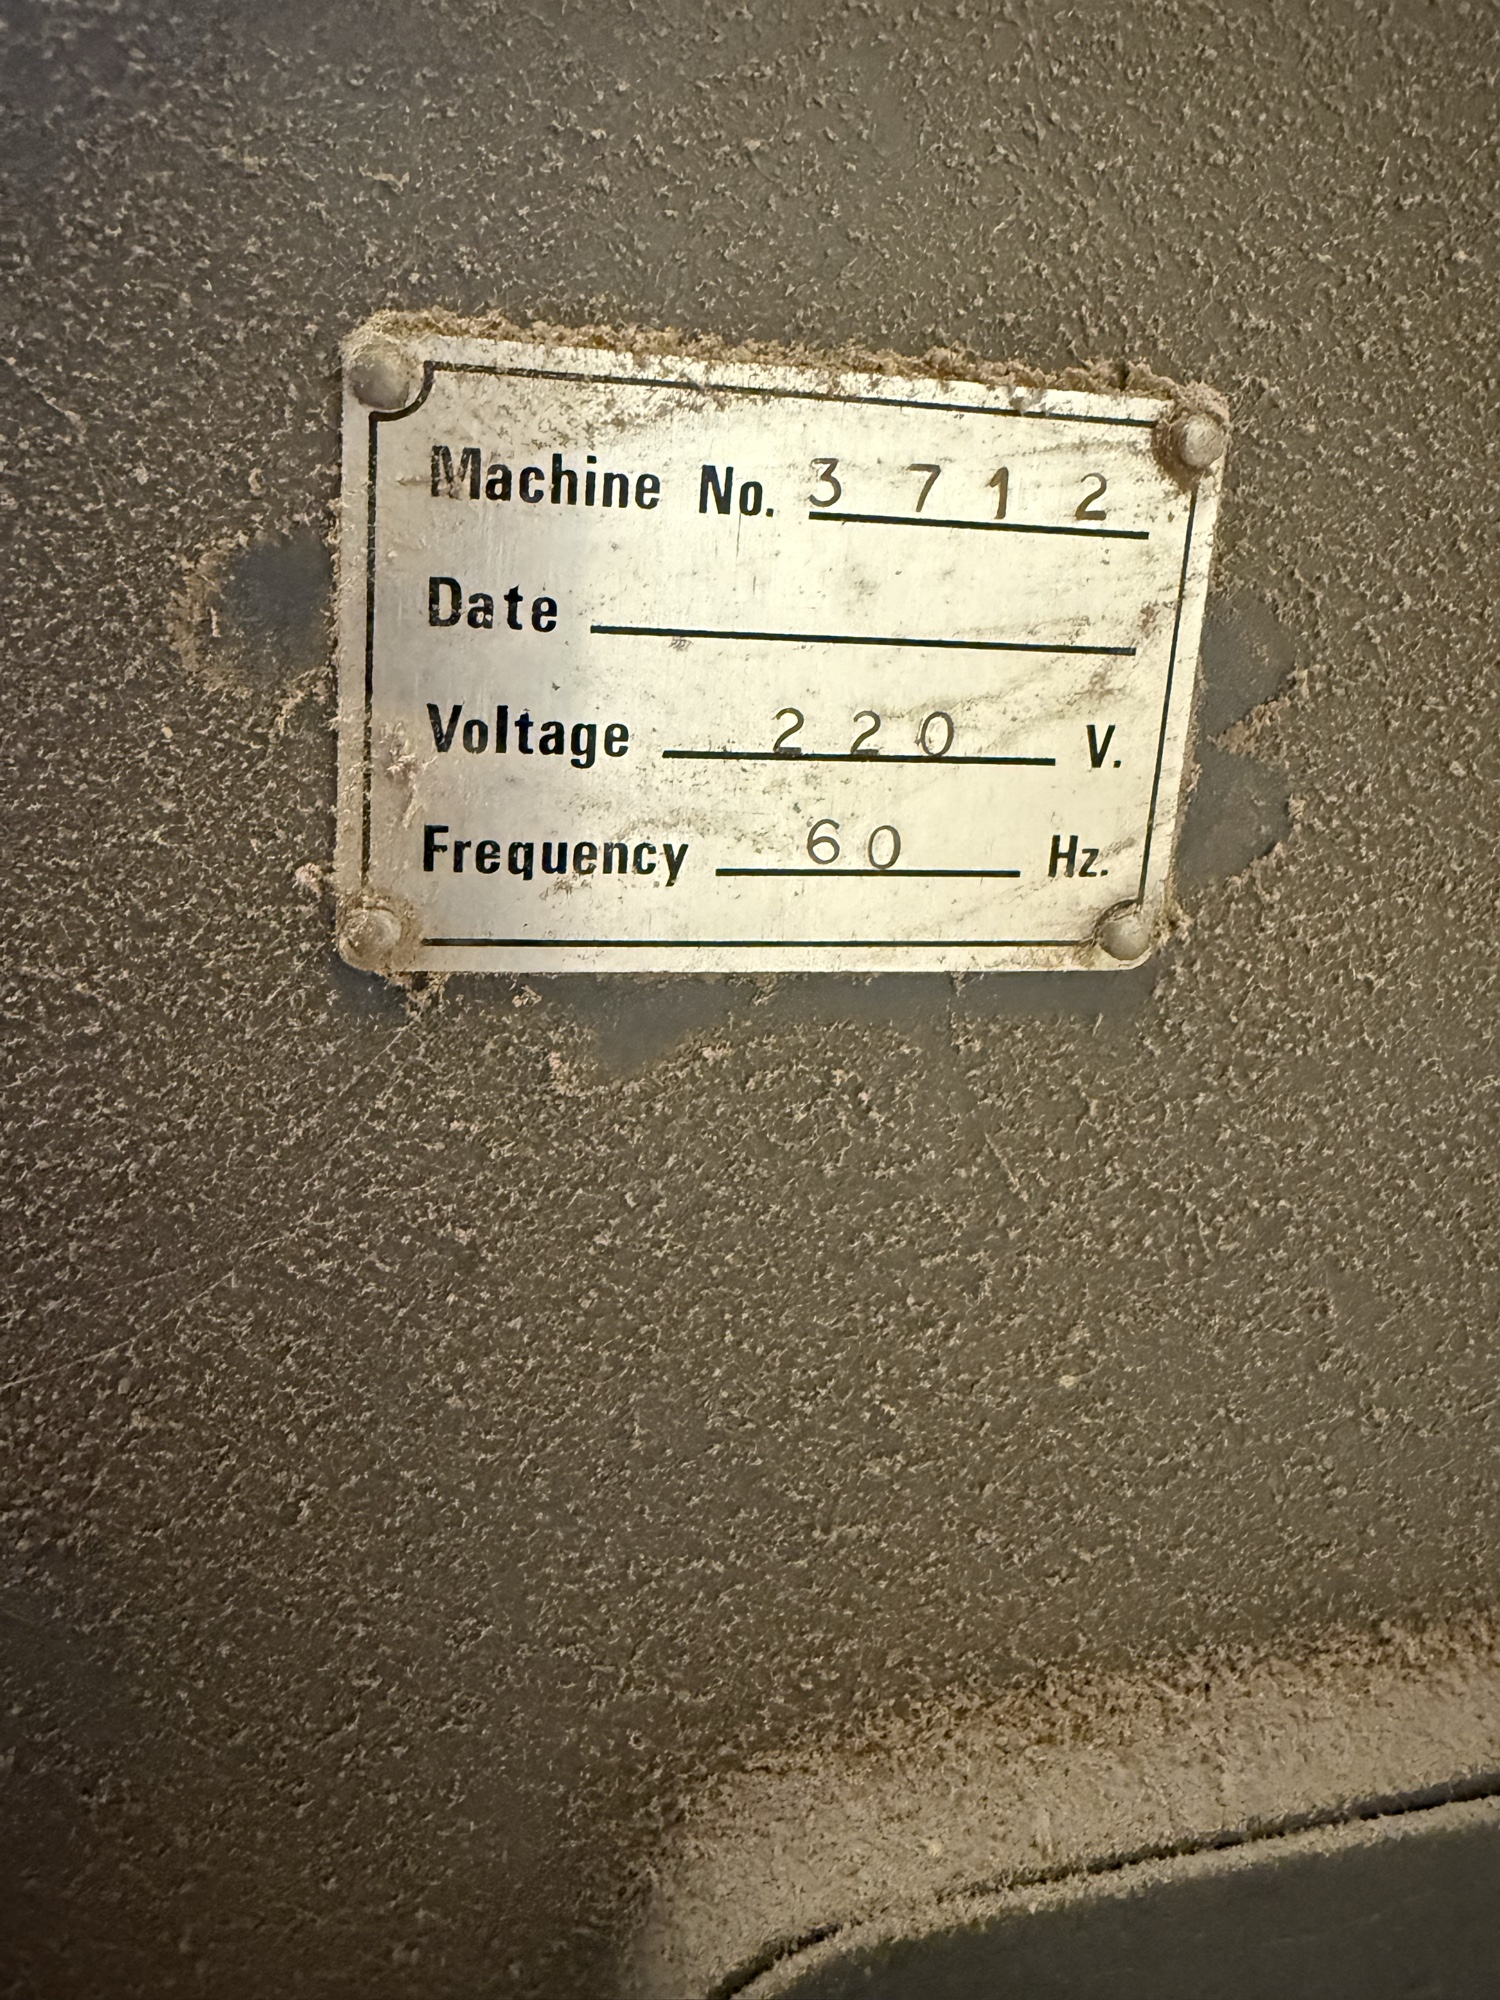 Machine No. 3 7 1 2
Date
Voltage 2 2 0 V.
Frequency 6 0 Hz.